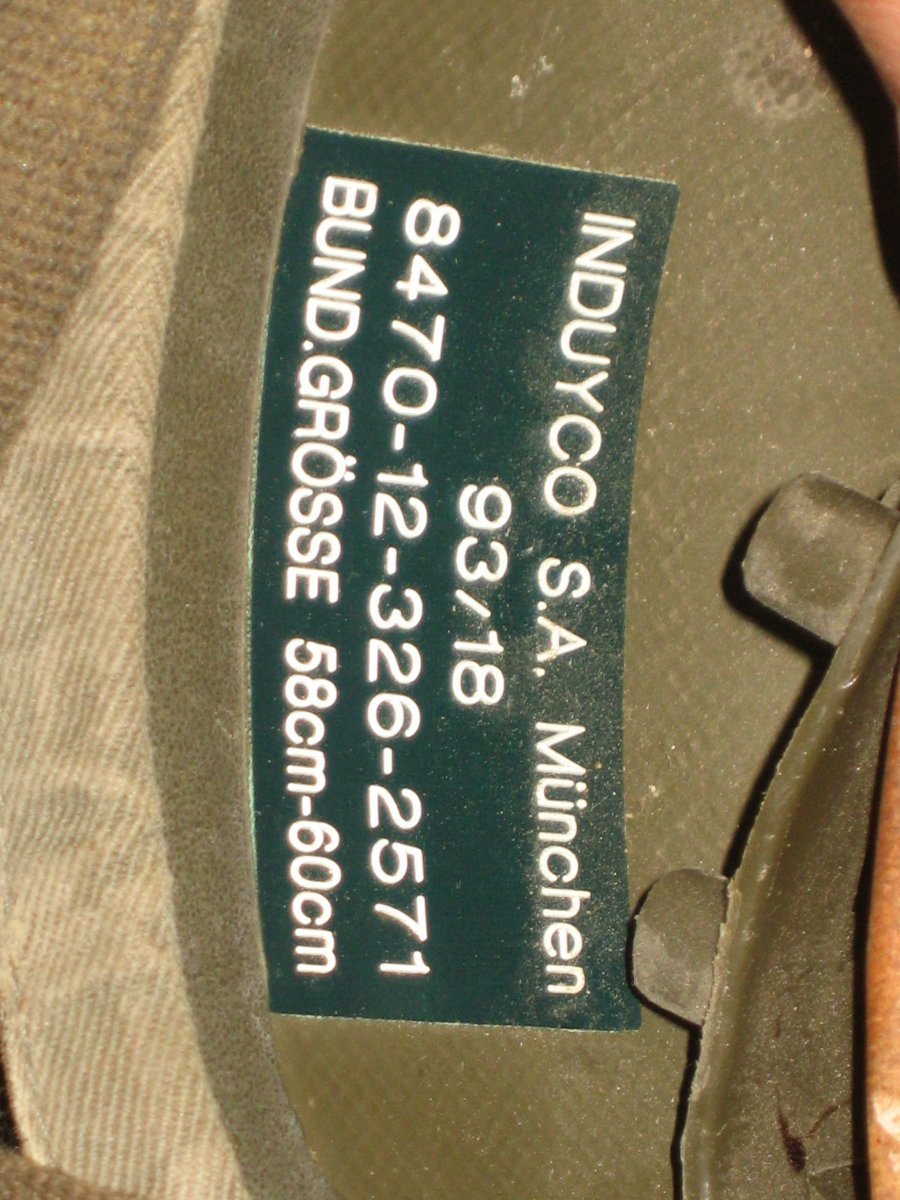 INDUYCO S.A. München
93/18
8470-12-326-2571
BUND.GRÖSSE 58cm-60cm